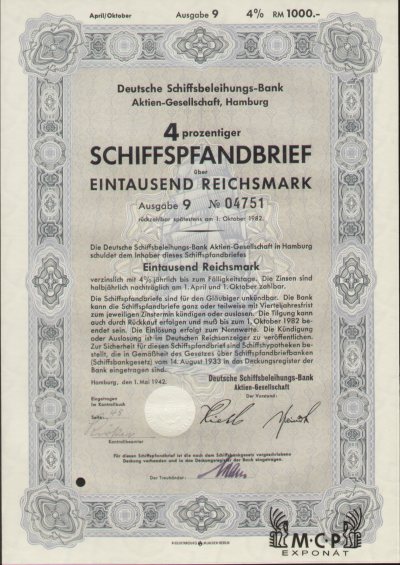 April/Oktober Ausgabe 9 4% RM 1000.-
Deutsche Schiffsbeleihungs-Bank
Aktien-Gesellschaft, Hamburg
4 prozentiger
SCHIFFSPFANDBRIEF
über
EINTAUSEND REICHSMARK
Ausgabe 9 № 04751
rückzahlbar spätestens am 1. Oktober 1982.
Die Deutsche Schiffsbeleihungs-Bank Aktien-Gesellschaft in Hamburg
schuldet dem Inhaber dieses Schiffspfandbriefes
Eintausend Reichsmark
verzinslich mit 4% jährlich bis zum Fälligkeitstage. Die Zinsen sind
halbjährlich nachträglich am 1. April und 1. Oktober zahlbar.
Die Schiffspfandbriefe sind für den Gläubiger unkündbar. Die Bank
kann die Schiffspfandbriefe ganz oder teilweise mit Vierteljahresfrist
zum jeweiligen Zinstermin kündigen oder auslosen. Die Tilgung kann
auch durch Rückkauf erfolgen und muß bis zum 1. Oktober 1982 be-
endet sein. Die Einlösung erfolgt zum Nennwerte. Die Kündigung
oder Auslosung ist im Deutschen Reichsanzeiger zu veröffentlichen.
Zur Sicherheit für diesen Schiffspfandbrief sind Schiffshypotheken be-
stellt, die in Gemäßheit des Gesetzes über Schiffspfandbriefbanken
(Schiffsbankgesetz) vom 14. August 1933 in das Deckungsregister der
Bank eingetragen sind.
Hamburg, den 1. Mai 1942.
Deutsche Schiffsbeleihungs-Bank
Aktien-Gesellschaft
Eingetragen
im Kontrollbuch
Der Vorstand:
Seite 48
Kontrollbeamter
Für diesen Schiffspfandbrief ist die nach dem Schiffsbankgesetz vorgeschriebene
Deckung vorhanden und in das Deckungsregister der Bank eingetragen.
Der Treuhänder:
GIESECKE & DEVRIENT
M·C·P
EXPONÁT